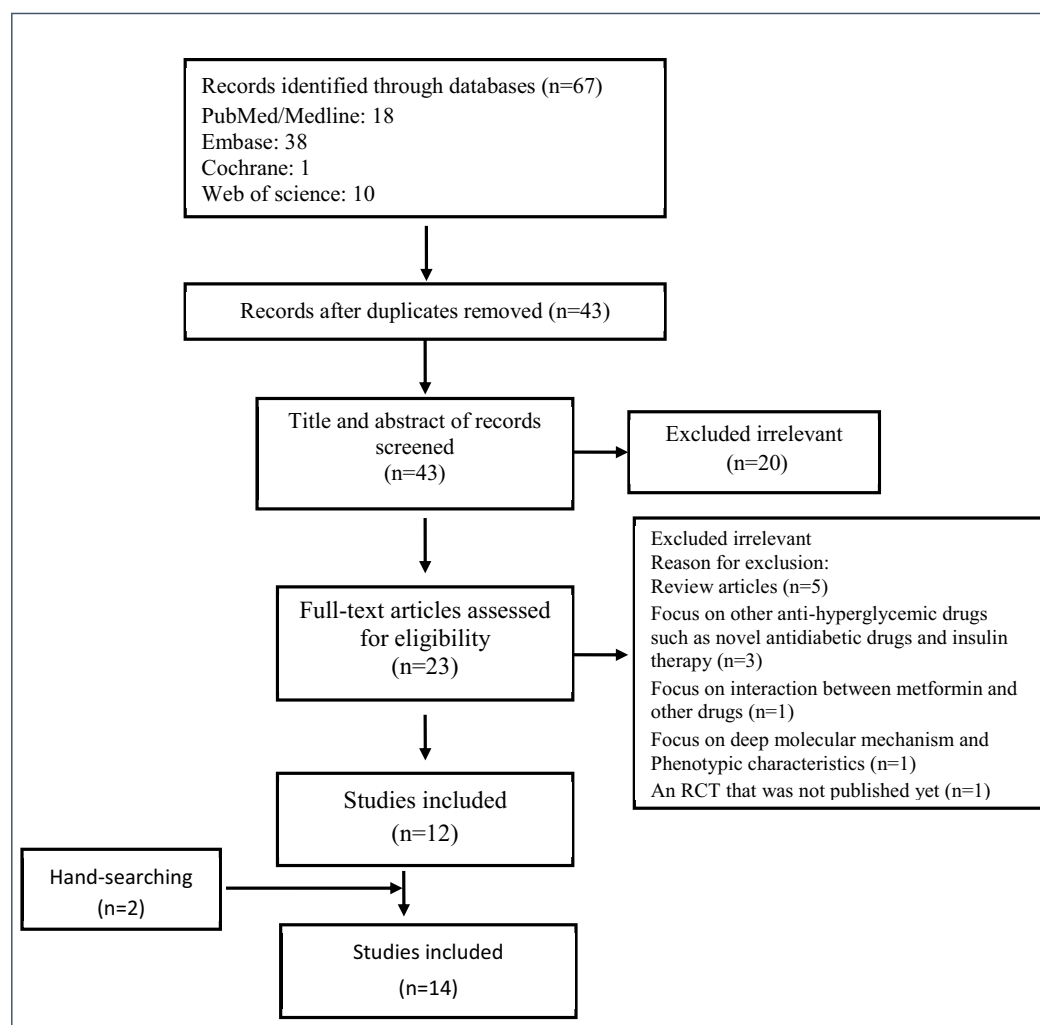 Records identified through databases (n=67)
PubMed/Medline: 18
Embase: 38
Cochrane: 1
Web of science: 10
Records after duplicates removed (n=43)
Title and abstract of records
screened
(n=43)
Excluded irrelevant
(n=20)
Full-text articles assessed
for eligibility
(n=23)
Excluded irrelevant
Reason for exclusion:
Review articles (n=5)
Focus on other anti-hyperglycemic drugs
such as novel antidiabetic drugs and insulin
therapy (n=3)
Focus on interaction between metformin and
other drugs (n=1)
Focus on deep molecular mechanism and
Phenotypic characteristics (n=1)
An RCT that was not published yet (n=1)
Studies included
(n=12)
Hand-searching
(n=2)
Studies included
(n=14)